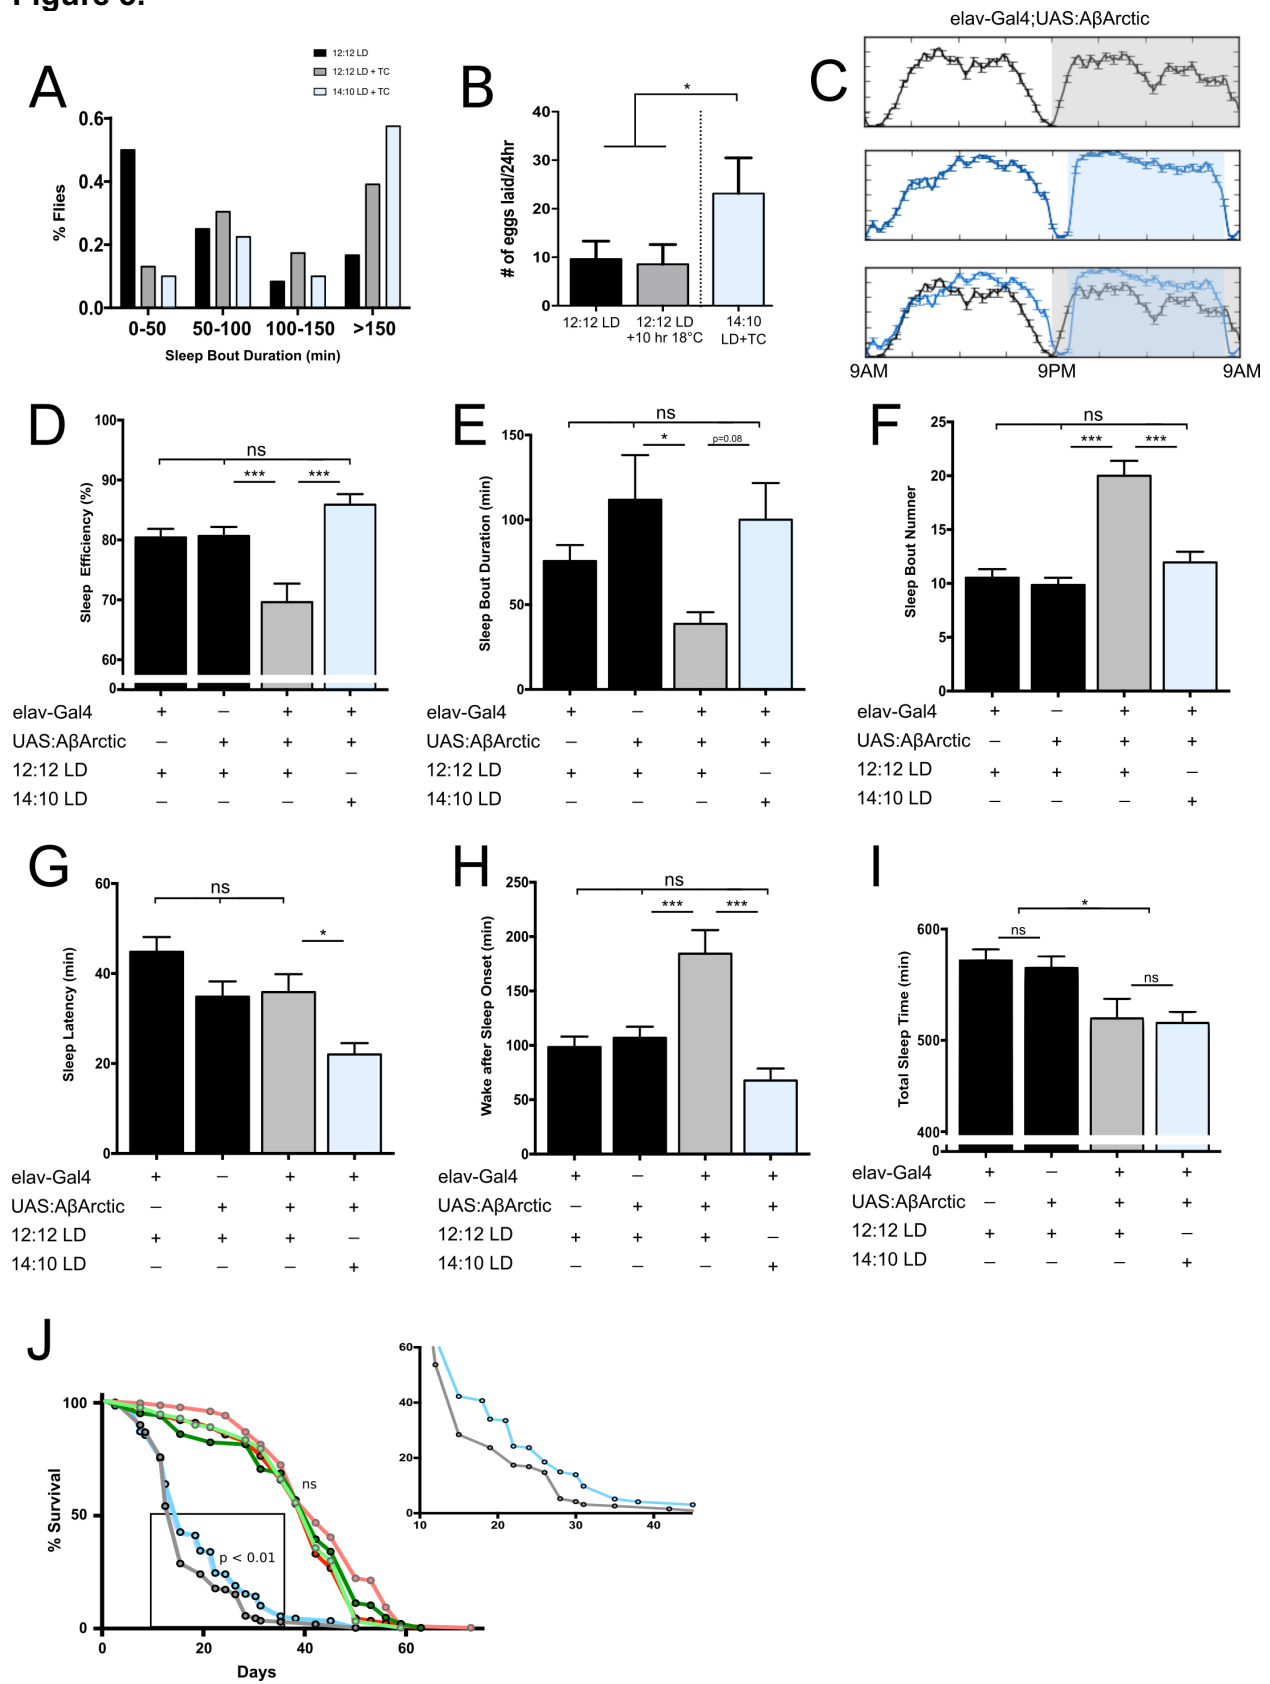 Figure
elav-Gal4;UAS:AβArctic
A
12:12 LD
12:12 LD + TC
14:10 LD + TC
% Flies
0.6
0.4
0.2
0.0
0-50 50-100 100-150 >150
Sleep Bout Duration (min)
B
*
# of eggs laid/24hr
40
30
20
10
0
12:12 LD 12:12 LD 14:10
+10 hr 18°C LD+TC
C
9AM 9PM 9AM
D
Sleep Efficiency (%)
100
90
80
70
60
0
ns
*** ***
elav-Gal4 + – + +
UAS:AβArctic – + + +
12:12 LD + + + –
14:10 LD – – – +
E
Sleep Bout Duration (min)
150
100
50
0
ns
* p=0.08
elav-Gal4 + – + +
UAS:AβArctic – + + +
12:12 LD + + + –
14:10 LD – – – +
F
Sleep Bout Numner
25
20
15
10
5
0
ns
*** ***
elav-Gal4 + – + +
UAS:AβArctic – + + +
12:12 LD + + + –
14:10 LD – – – +
G
Sleep Latency (min)
60
40
20
0
ns
*
elav-Gal4 + – + +
UAS:AβArctic – + + +
12:12 LD + + + –
14:10 LD – – – +
H
Wake after Sleep Onset (min)
250
200
150
100
50
0
ns
*** ***
elav-Gal4 + – + +
UAS:AβArctic – + + +
12:12 LD + + + –
14:10 LD – – – +
I
Total Sleep Time (min)
600
500
400
0
*
ns
ns
elav-Gal4 + – + +
UAS:AβArctic – + + +
12:12 LD + + + –
14:10 LD – – – +
J
% Survival
100
50
0
ns
p < 0.01
0 20 40 60
Days
60
40
20
0
10 20 30 40